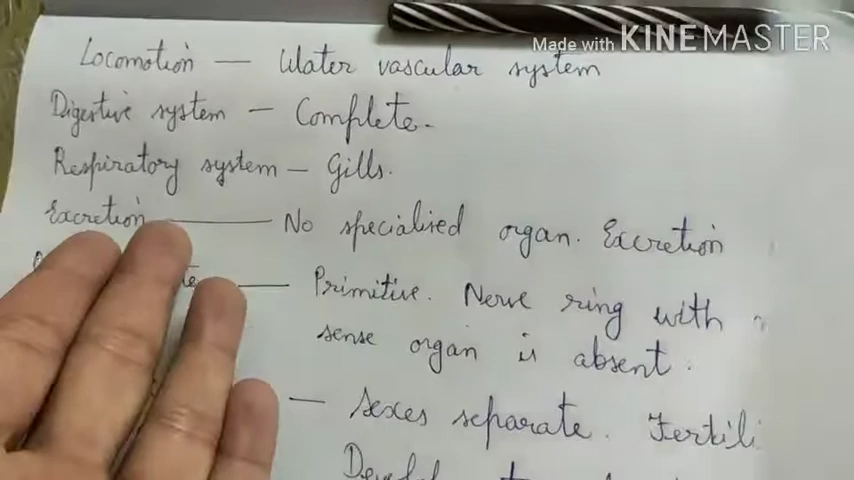 Made with KINEMASTER
Locomotion — Water vascular system
Digestive system — Complete.
Respiratory system — Gills.
Excretion — No specialised organ. Excretion
— Primitive. Nerve ring with
sense organ is absent.
— Sexes separate.